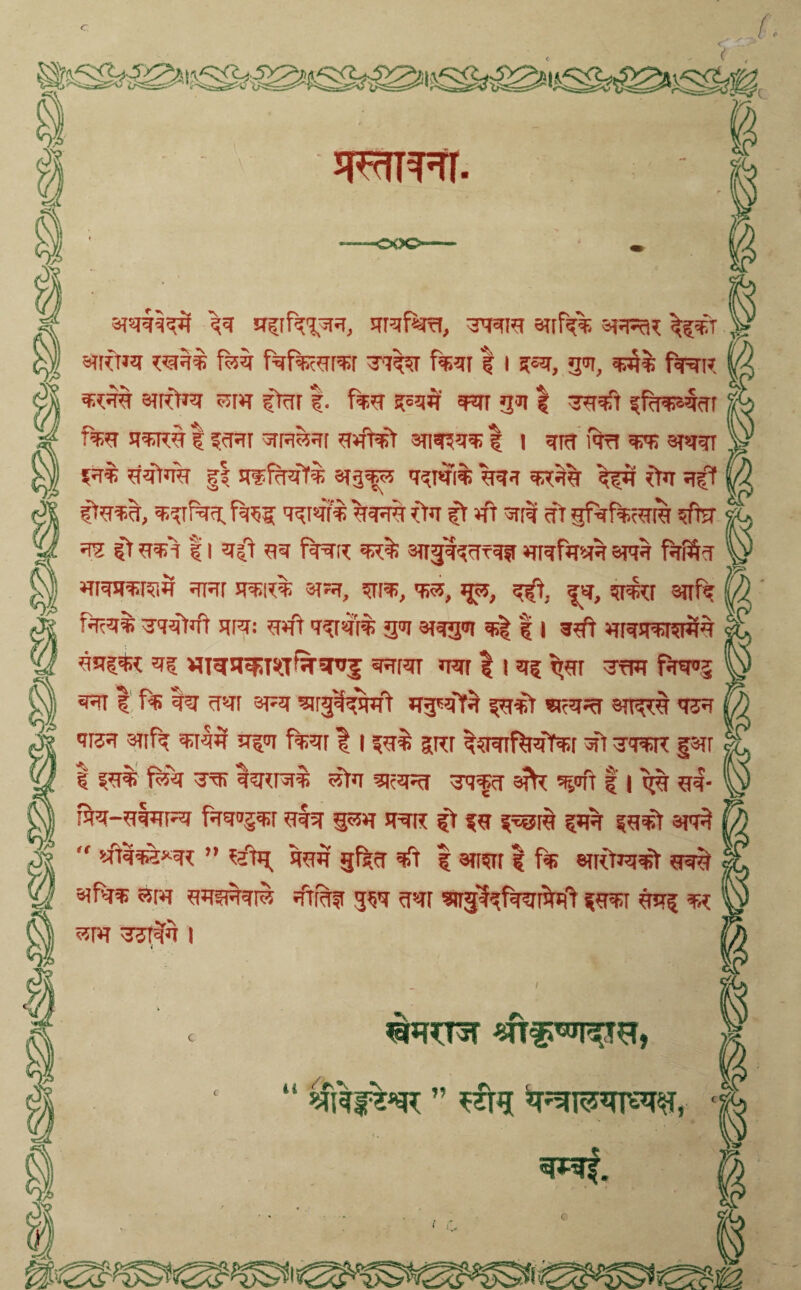 प्रस्तावना.
आयुर्वेदमें देव महर्षिपूजन, प्रायश्चित्त, उपवास आदिके अनन्तर देहकी
आरोग्य रखनेके लिये चिकित्साका उपदेश किया है । द्रव्य, गुण, कर्मके विचार
करनेसे आरोग्य लाभ होता है. किस द्रव्यमें क्या गुण है उसकी इतिकर्तव्यता
किस प्रकारसे है इतना जानलेना सभीको आवश्यक है । यदि नित्य एक अथवा
इनके संयोगसे हुई प्रकृतियोंके अनुकूल पदार्थोंके सेवन करनेसे देहमें रोग नहीं
होसक्ते, कदाचित् विरुद्ध पदार्थोंके सेवनसे रोग हो भी जाय तो सुचिकित्सासे शीघ्र
नष्ट होसक्ते हैं । यही सब विचार करके आयुर्वेदतत्त्वज्ञ भावमिश्रने अपने निर्मित
भावप्रकाशमें नाना प्रकारके अन्न, शाक, फल, मूल, दही, दूध, शर्करा आदि
नित्यके उपयोगी प्रायः सभी पदार्थोंके गुण अवगुण कहे हैं । उसी भावप्रकाशमेंसे
संग्रहकर यह भावप्रकाशनिघण्टु बनाया गया है । यह ऐसा उत्तम निघण्टु
बना है कि वैद्य तथा अन्य आयुर्वेदप्रेमी मनुष्योंने इसको अत्यन्त आदरसे पठन
पाठन आदि कार्यमें ग्रहण किया है । इसके द्वारा वैद्यविद्यार्थियोंका जो उपकार हुआ
है इसके लिये उक्त वैद्यराजके लोग अत्यन्त उपकृत और ऋणी हैं । ऐसे सर्व-
प्रिय-सर्वमान्य निघण्टुका सर्वत्र सुलभ प्रचार हो इस इच्छासे हमने इसको अपने
“ श्रीवेङ्कटेश्वर ” स्टीम् प्रेसमें मुद्रित की है आशा है कि आरोग्यको सबसे
अधिक लाभ समझनेवाले नीतिज्ञ पुरुष तथा आयुर्वेदविद्याप्रेमी इसका संग्रह कर
लाभ उठावेंगे ।
खेमराज श्रीकृष्णदास,
“ श्रीवेङ्कटेश्वर ” स्टीम् यन्त्रालयाध्यक्ष,
बम्बई.